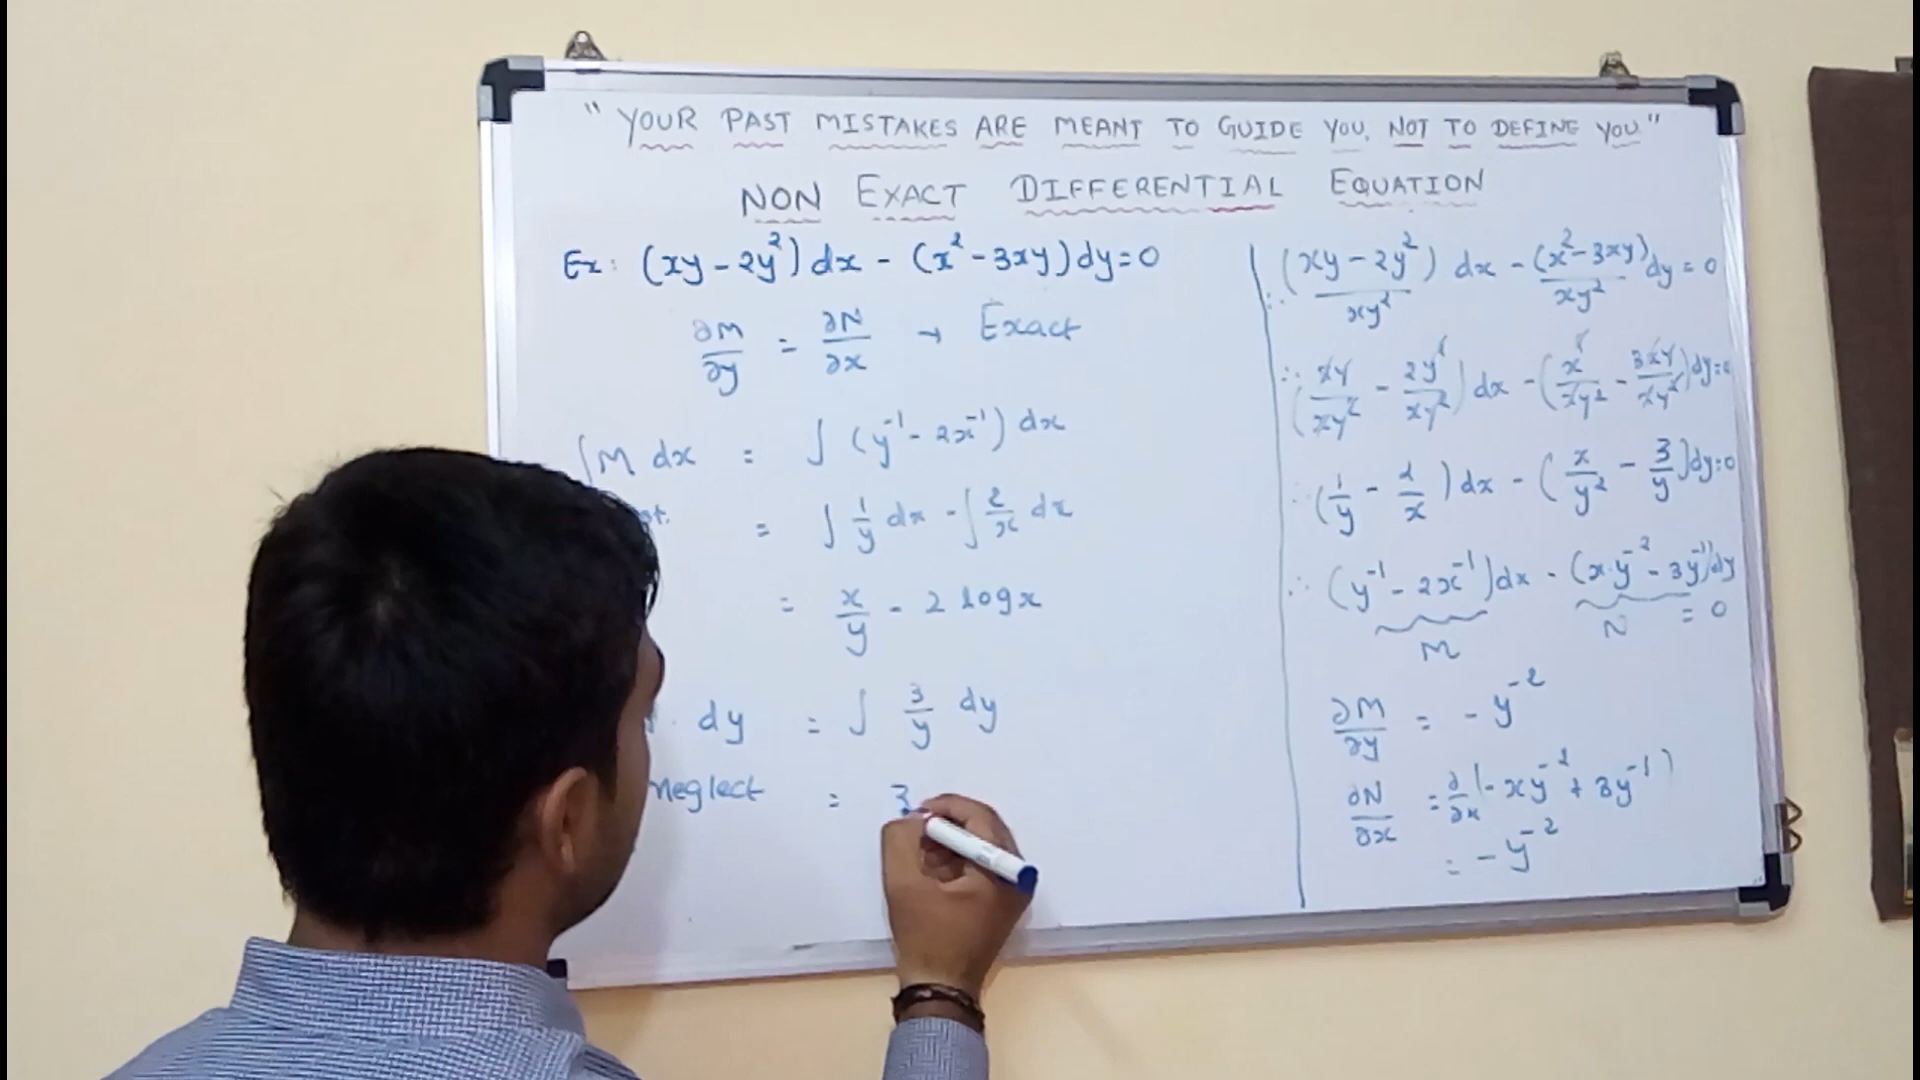 "YOUR PAST MISTAKES ARE MEANT TO GUIDE YOU, NOT TO DEFINE YOU"
NON EXACT DIFFERENTIAL EQUATION
Ex: (xy - 2y²) dx - (x² - 3xy) dy = 0
∂M/∂y = ∂N/∂x → Exact
∫M dx = ∫ (y⁻¹ - 2x⁻¹) dx
= ∫ 1/y dx - ∫ 2/x dx
= x/y - 2 log x
dy = ∫ 3/y dy
neglect = 3
∴ (xy - 2y²)/xy² dx - (x² - 3xy)/xy² dy = 0
∴ (xy/xy² - 2y²/xy²) dx - (x²/xy² - 3xy/xy²) dy = 0
∴ (1/y - 2/x) dx - (x/y² - 3/y) dy = 0
∴ (y⁻¹ - 2x⁻¹) dx - (x·y⁻² - 3y⁻¹) dy
M N = 0
∂M/∂y = -y⁻²
∂N/∂x = ∂/∂x (-xy⁻² + 3y⁻¹)
= -y⁻²